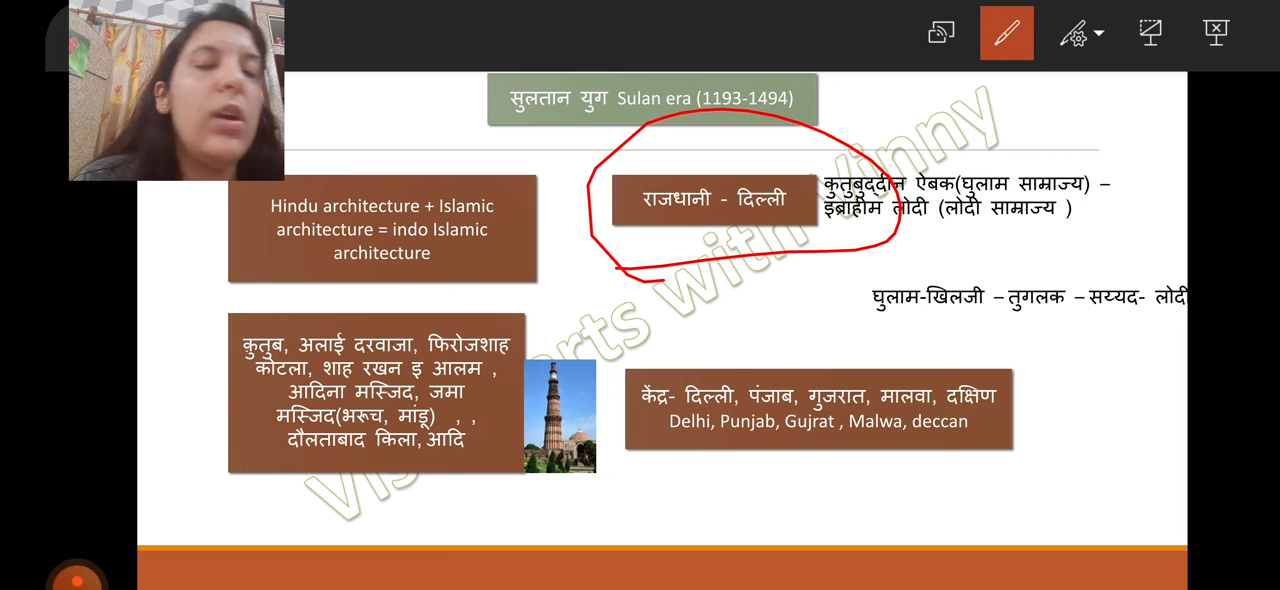 सुलतान युग Sulan era (1193-1494)
Hindu architecture + Islamic
architecture = indo Islamic
architecture
राजधानी - दिल्ली
कुतुबुद्दीन ऐबक(घुलाम साम्राज्य) –
इब्राहीम लोदी (लोदी साम्राज्य )
घुलाम-खिलजी – तुगलक – सय्यद- लोदी
क़ुतुब, अलाई दरवाजा, फिरोजशाह
कोटला, शाह रखन इ आलम ,
आदिना मस्जिद, जमा
मस्जिद(भरूच, मांडू) , ,
दौलताबाद किला, आदि
केंद्र- दिल्ली, पंजाब, गुजरात, मालवा, दक्षिण
Delhi, Punjab, Gujrat , Malwa, deccan
with Vinny